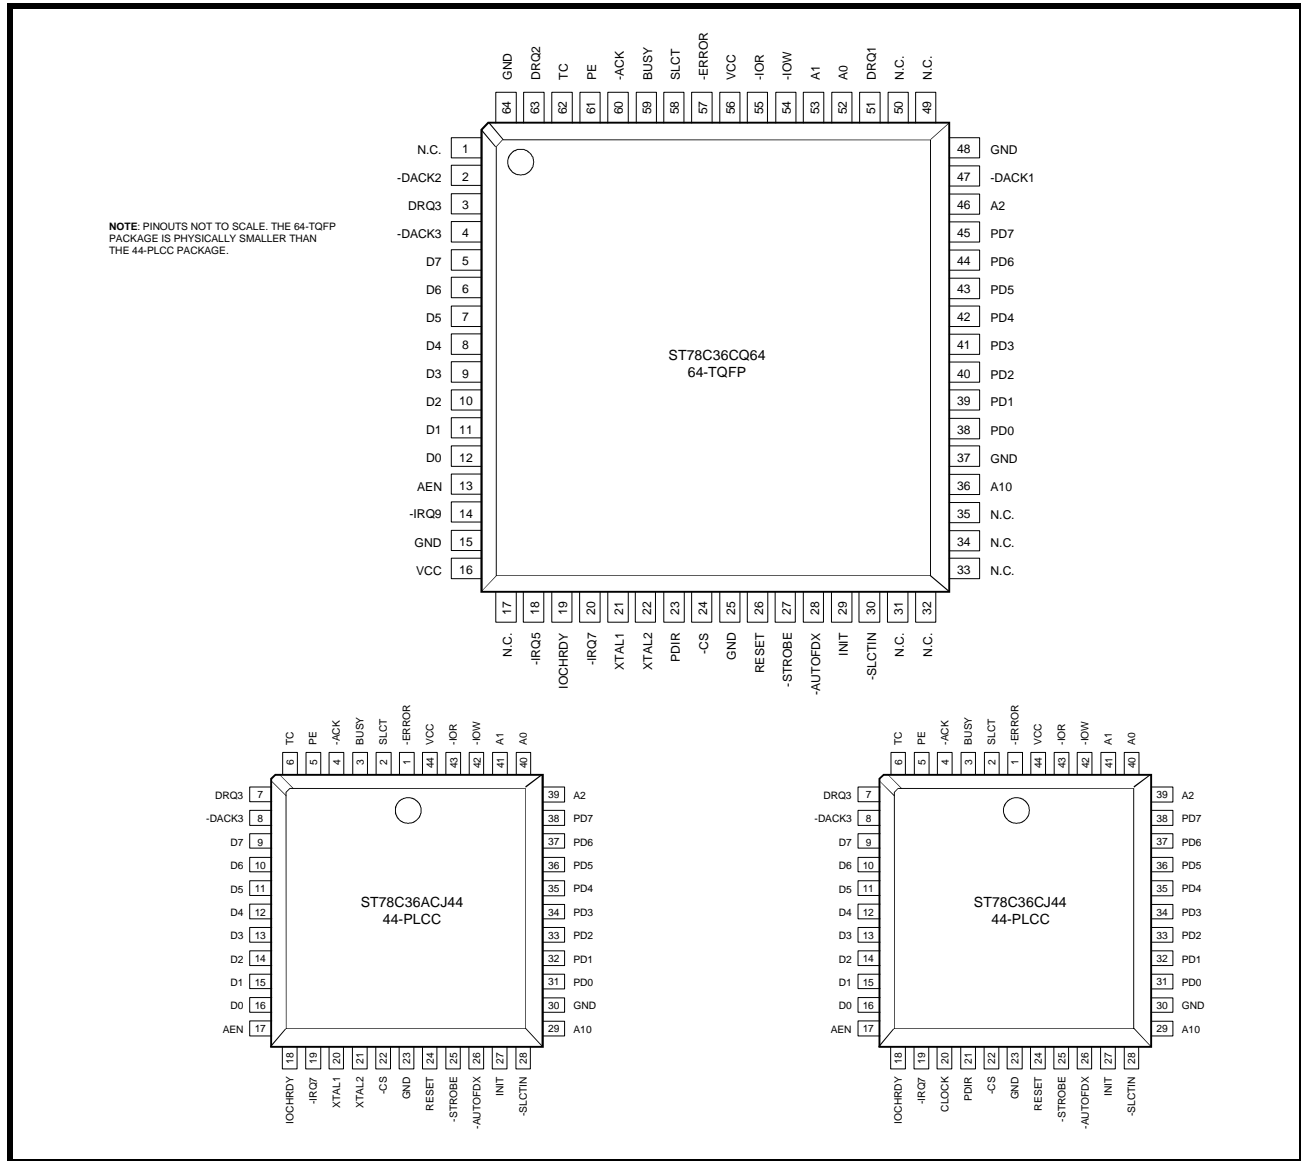 GND DRQ2 TC PE -ACK BUSY SLCT -ERROR VCC -IOR -IOW A1 A0 DRQ1 N.C. N.C.
64 63 62 61 60 59 58 57 56 55 54 53 52 51 50 49
N.C. 1 48 GND
-DACK2 2 47 -DACK1
DRQ3 3 46 A2
-DACK3 4 45 PD7
D7 5 44 PD6
D6 6 43 PD5
D5 7 42 PD4
D4 8 41 PD3
D3 9 40 PD2
D2 10 39 PD1
D1 11 38 PD0
D0 12 37 GND
AEN 13 36 A10
-IRQ9 14 35 N.C.
GND 15 34 N.C.
VCC 16 33 N.C.
NOTE: PINOUTS NOT TO SCALE. THE 64-TQFP
PACKAGE IS PHYSICALLY SMALLER THAN
THE 44-PLCC PACKAGE.
ST78C36CQ64
64-TQFP
17 18 19 20 21 22 23 24 25 26 27 28 29 30 31 32
N.C. -IRQ5 IOCHRDY -IRQ7 XTAL1 XTAL2 PDIR -CS GND RESET -STROBE -AUTOFDX INIT -SLCTIN N.C. N.C.
TC PE -ACK BUSY SLCT -ERROR VCC -IOR -IOW A1 A0
6 5 4 3 2 1 44 43 42 41 40
DRQ3 7 39 A2
-DACK3 8 38 PD7
D7 9 37 PD6
D6 10 36 PD5
D5 11 35 PD4
D4 12 34 PD3
D3 13 33 PD2
D2 14 32 PD1
D1 15 31 PD0
D0 16 30 GND
AEN 17 29 A10
ST78C36ACJ44
44-PLCC
18 19 20 21 22 23 24 25 26 27 28
IOCHRDY -IRQ7 XTAL1 XTAL2 -CS GND RESET -STROBE -AUTOFDX INIT -SLCTIN
TC PE -ACK BUSY SLCT -ERROR VCC -IOR -IOW A1 A0
6 5 4 3 2 1 44 43 42 41 40
DRQ3 7 39 A2
-DACK3 8 38 PD7
D7 9 37 PD6
D6 10 36 PD5
D5 11 35 PD4
D4 12 34 PD3
D3 13 33 PD2
D2 14 32 PD1
D1 15 31 PD0
D0 16 30 GND
AEN 17 29 A10
ST78C36CJ44
44-PLCC
18 19 20 21 22 23 24 25 26 27 28
IOCHRDY -IRQ7 CLOCK PDIR -CS GND RESET -STROBE -AUTOFDX INIT -SLCTIN